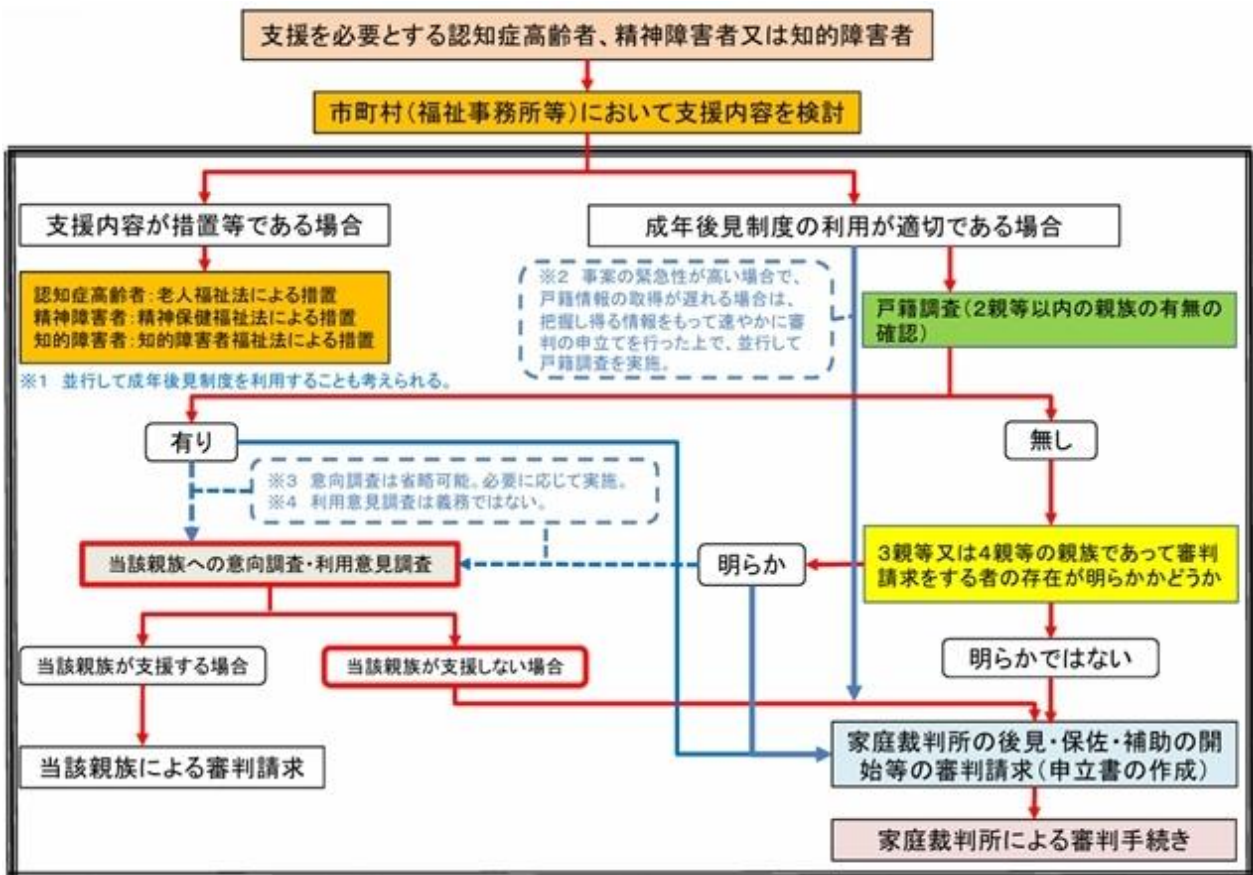 支援を必要とする認知症高齢者、精神障害者又は知的障害者
市町村(福祉事務所等)において支援内容を検討
支援内容が措置等である場合
成年後見制度の利用が適切である場合
認知症高齢者:老人福祉法による措置
精神障害者:精神保健福祉法による措置
知的障害者:知的障害者福祉法による措置
※1 並行して成年後見制度を利用することも考えられる。
※2 事案の緊急性が高い場合で、
戸籍情報の取得が遅れる場合は、
把握し得る情報をもって速やかに審
判の申立てを行った上で、並行して
戸籍調査を実施。
戸籍調査(2親等以内の親族の有無の
確認)
有り
無し
※3 意向調査は省略可能。必要に応じて実施。
※4 利用意見調査は義務ではない。
当該親族への意向調査・利用意見調査
明らか
3親等又は4親等の親族であって審判
請求をする者の存在が明らかかどうか
当該親族が支援する場合
当該親族が支援しない場合
明らかではない
当該親族による審判請求
家庭裁判所の後見・保佐・補助の開
始等の審判請求(申立書の作成)
家庭裁判所による審判手続き